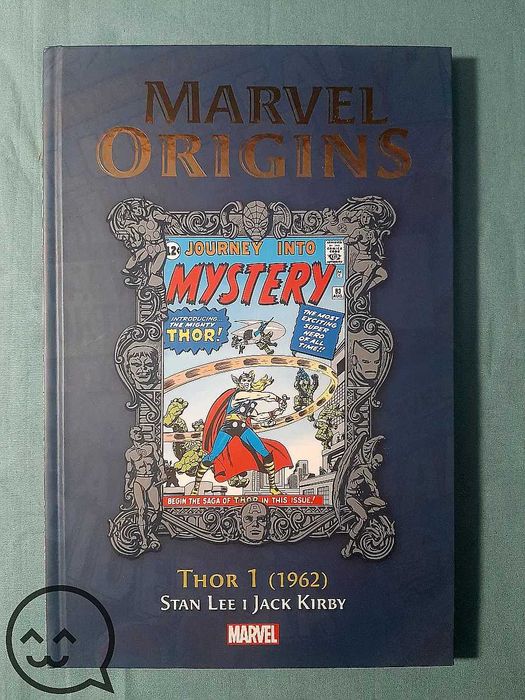 MARVEL
ORIGINS
12¢
JOURNEY INTO
MYSTERY
83
AUG.
INTRODUCING...
THE MIGHTY
THOR!
THE MOST
EXCITING
SUPER
HERO
OF ALL
TIME!!
BEGIN THE SAGA OF THOR IN THIS ISSUE!
THOR 1 (1962)
STAN LEE I JACK KIRBY
MARVEL